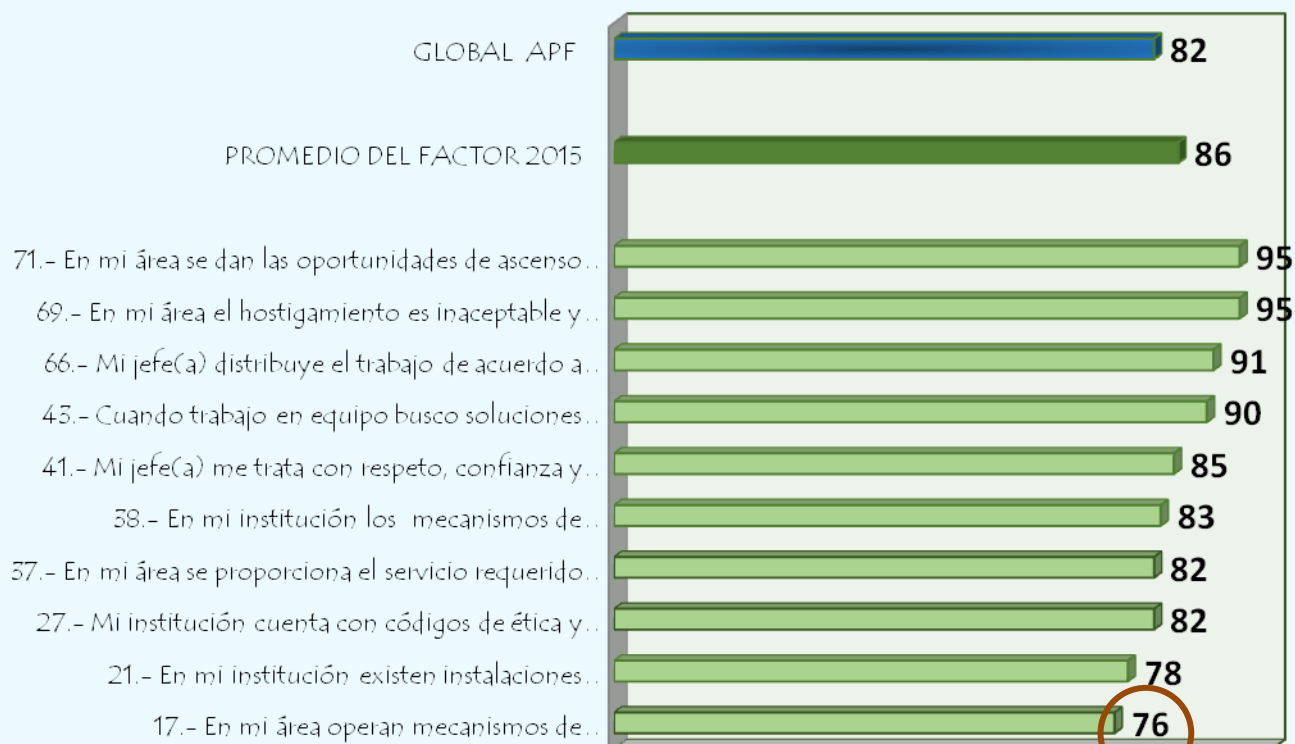 GLOBAL APF 82
PROMEDIO DEL FACTOR 2015 86
71.- En mi área se dan las oportunidades de ascenso.. 95
69.- En mi área el hostigamiento es inaceptable y.. 95
66.- Mi jefe(a) distribuye el trabajo de acuerdo a.. 91
43.- Cuando trabajo en equipo busco soluciones 90
41.- Mi jefe(a) me trata con respeto, confianza y.. 85
38.- En mi institución los mecanismos de.. 83
37.- En mi área se proporciona el servicio requerido.. 82
27.- Mi institución cuenta con códigos de ética y.. 82
21.- En mi institución existen instalaciones.. 78
17.- En mi área operan mecanismos de.. 76